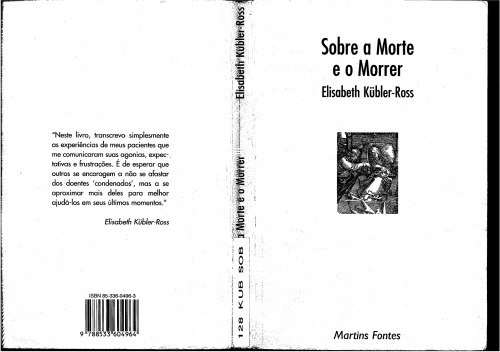 "Neste livro, transcrevo simplesmente
as experiências de meus pacientes que
me comunicaram suas agonias, expec-
tativas e frustrações. É de esperar que
outros se encoragem a não se afastar
dos doentes 'condenados', mas a se
aproximar mais deles para melhor
ajudá-los em seus últimos momentos."
Elisabeth Kübler-Ross
ISBN 85-336-0496-3
9 788533 604964
Elisabeth Kübler-Ross
Morte e o Morrer
128 KUB SOB
Sobre a Morte
e o Morrer
Elisabeth Kübler-Ross
Martins Fontes